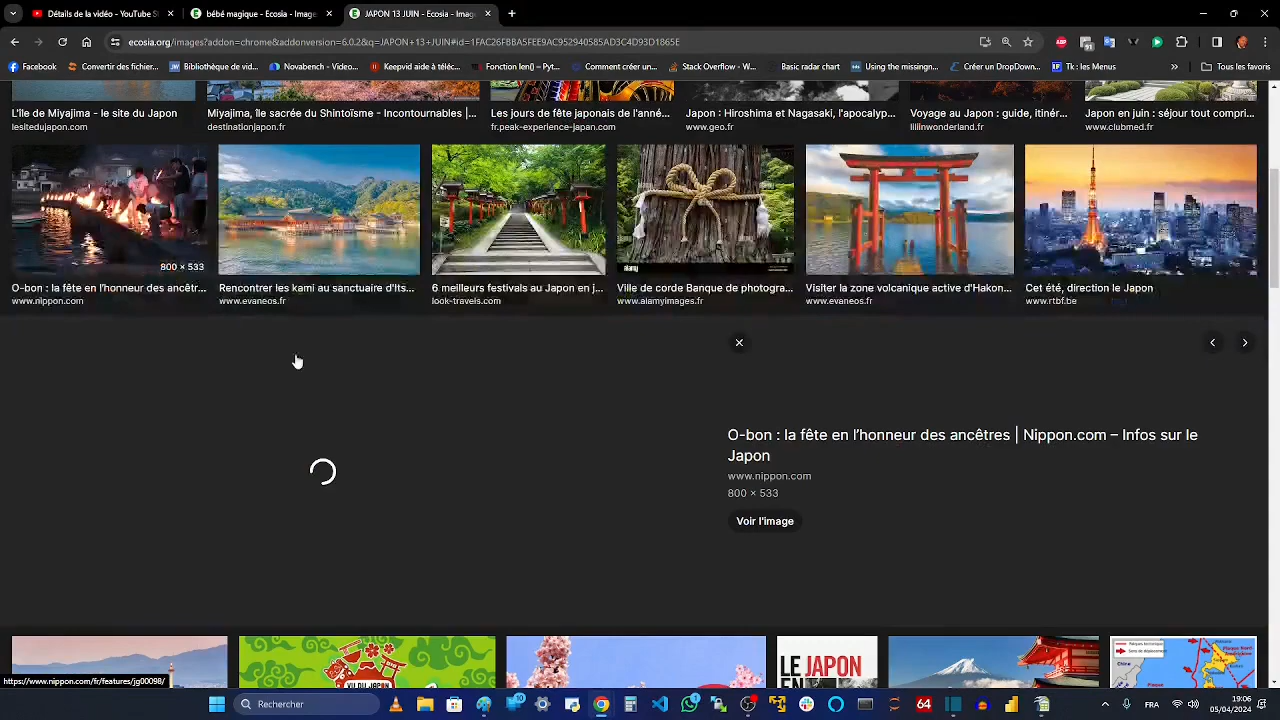 Détails de la vidéo - YouTube St
bébé magique - Ecosia - Image
JAPON 13 JUIN - Ecosia - Image
ecosia.org/images?addon=chrome&addonversion=6.0.2&q=JAPON+13+JUIN#id=1FAC26FBBA5FEE9AC952940585AD3C4D93D1865E
Facebook
Convertir des fichier...
Bibliothèque de vid...
Novabench - Video...
Keepvid aide à téléc...
Fonction len() — Pyt...
Comment créer un...
Stack Overflow - W...
Basic radar chart
Using the missingn...
Créer un DropDown...
Tk : les Menus
»
Tous les favoris
L'île de Miyajima - le site du Japon
lesitedujapon.com
Miyajima, île sacrée du Shintoïsme - Incontournables |...
destinationjapon.fr
Les jours de fête japonais de l'anné...
fr.peak-experience-japan.com
Japon : Hiroshima et Nagasaki, l'apocalyp...
www.geo.fr
Voyage au Japon : guide, itinér...
lillinwonderland.fr
Japon en juin : séjour tout compri...
www.clubmed.fr
800 × 533
alamy
O-bon : la fête en l'honneur des ancêtr...
www.nippon.com
Rencontrer les kami au sanctuaire d'Its...
www.evaneos.fr
6 meilleurs festivals au Japon en j...
look-travels.com
Ville de corde Banque de photogra...
www.alamyimages.fr
Visiter la zone volcanique active d'Hakon...
www.evaneos.fr
Cet été, direction le Japon
www.rtbf.be
O-bon : la fête en l'honneur des ancêtres | Nippon.com – Infos sur le
Japon
www.nippon.com
800 × 533
Voir l'image
LE JAPON
Chine
https://www.nippon.com/fr/features/jg00098/
Rechercher
10
1
64
FRA
19:06
05/04/2024